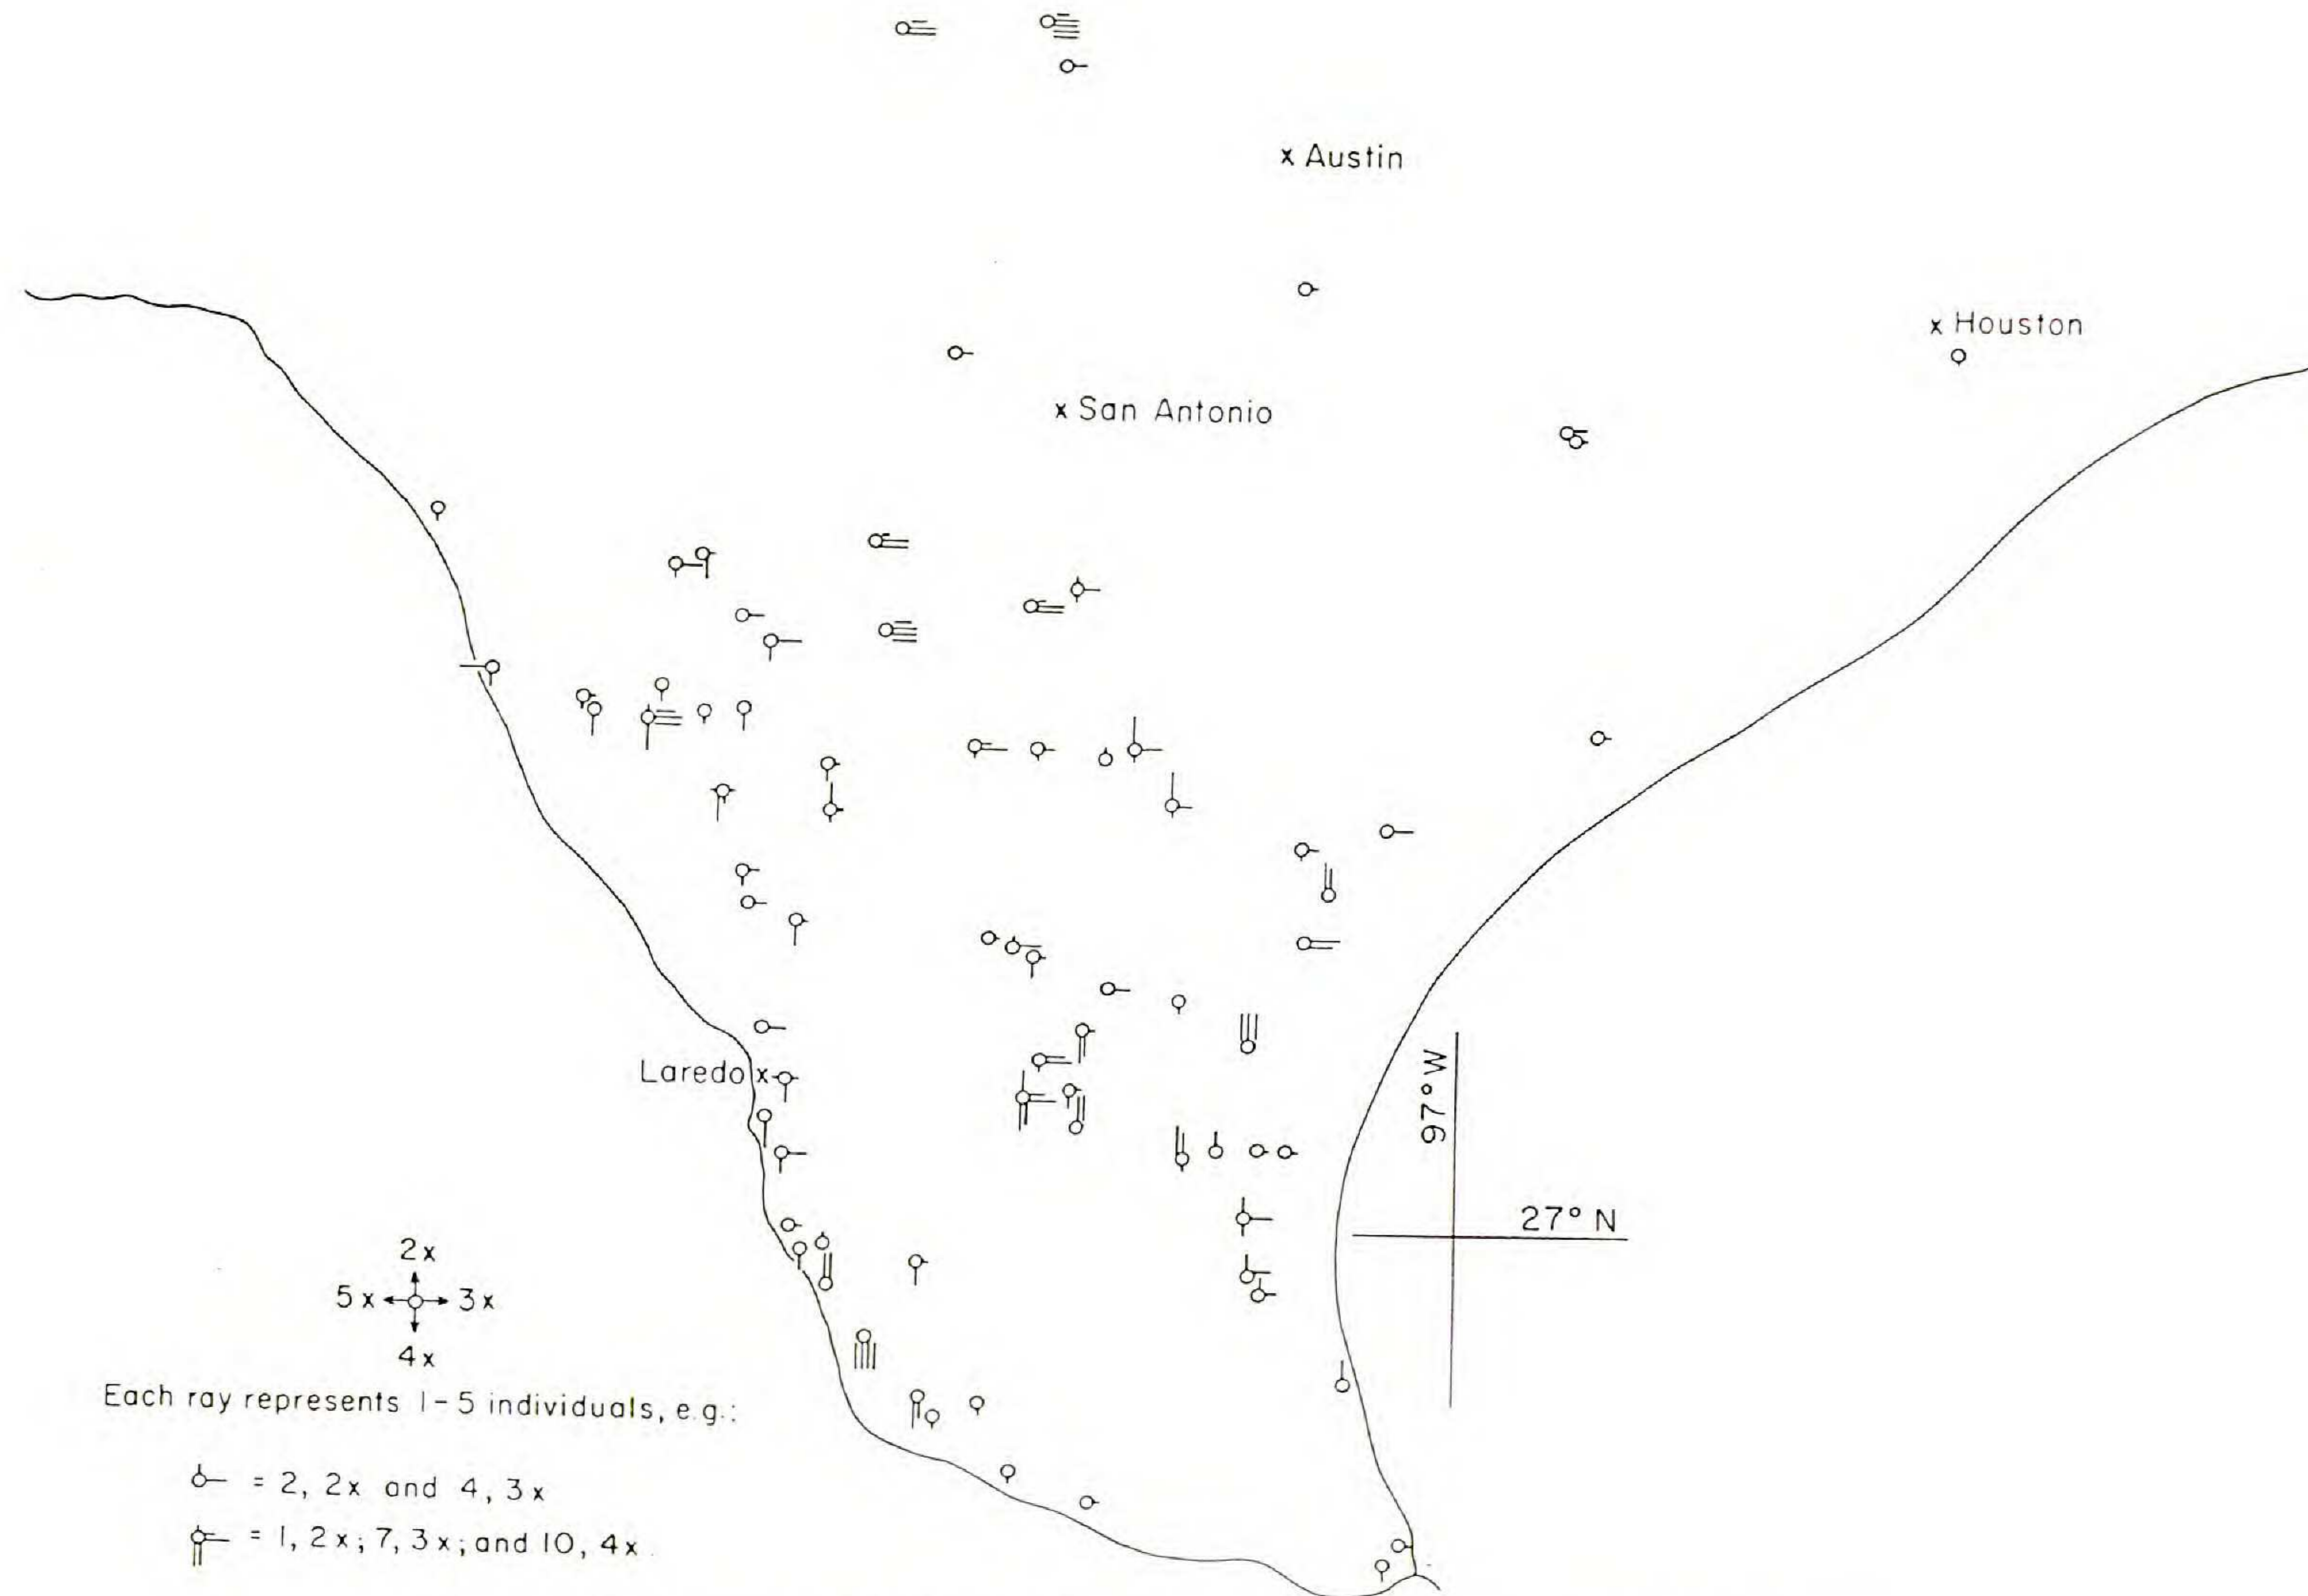 x Austin
x Houston
x San Antonio
Laredo x
97° W
27° N
2x
5x 3x
4x
Each ray represents 1-5 individuals, e.g.:
= 2, 2x and 4, 3x
= 1, 2x; 7, 3x; and 10, 4x